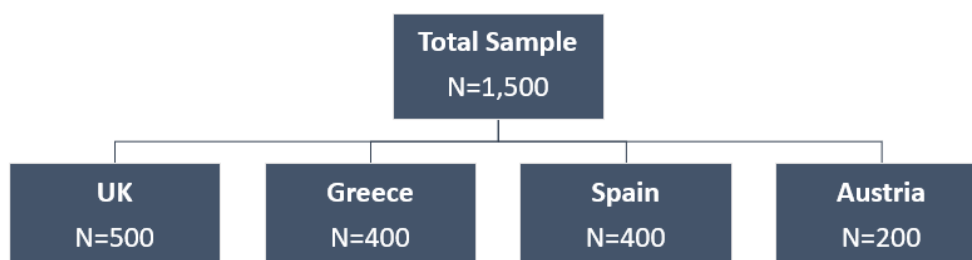 Total Sample
N=1,500
UK
N=500
Greece
N=400
Spain
N=400
Austria
N=200